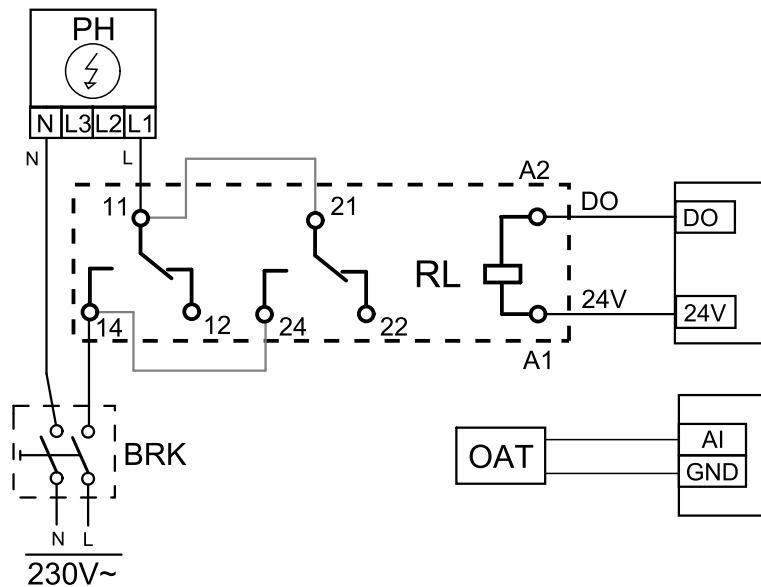 PH
N L3 L2 L1
N L
A2
11 21 DO DO
RL
24V 24V
14 12 24 22
A1
BRK
OAT AI
GND
N L
230V~